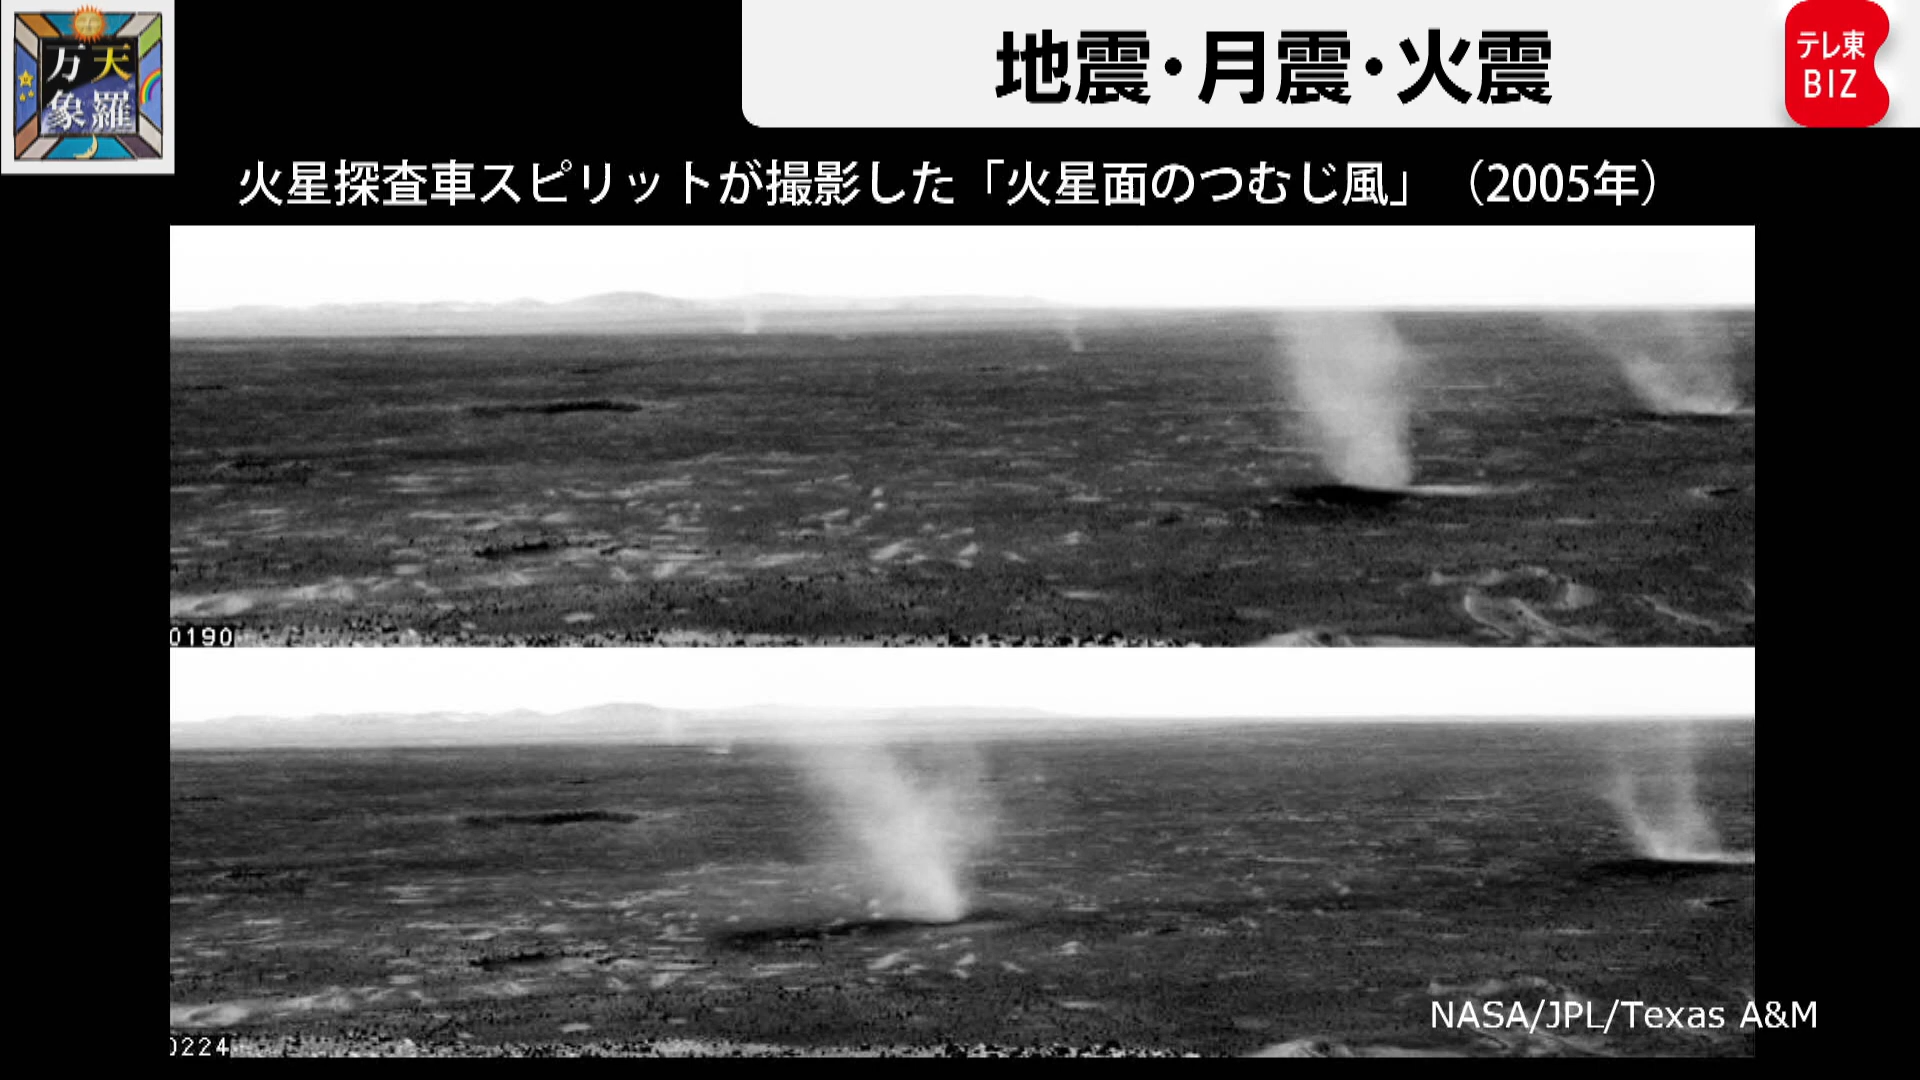 天羅
万象
地震・月震・火震
テレ東
BIZ
火星探査車スピリットが撮影した「火星面のつむじ風」（2005年）
0190
0224
NASA/JPL/Texas A&M